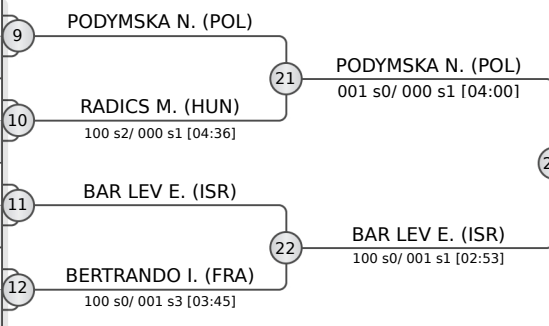 PODYMSKA N. (POL)
9
21
PODYMSKA N. (POL)
001 s0/ 000 s1 [04:00]
RADICS M. (HUN)
10
100 s2/ 000 s1 [04:36]
BAR LEV E. (ISR)
11
22
BAR LEV E. (ISR)
100 s0/ 001 s1 [02:53]
BERTRANDO I. (FRA)
12
100 s0/ 001 s3 [03:45]